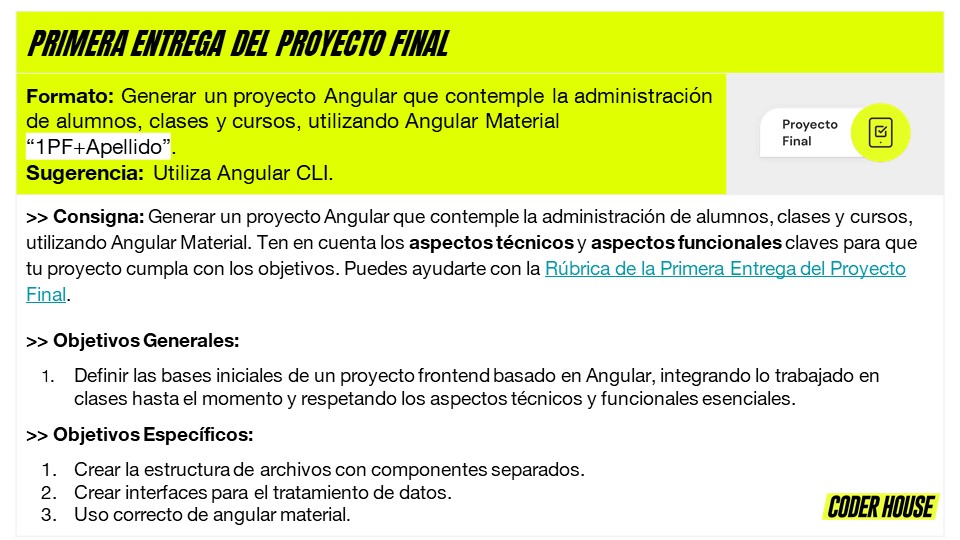 PRIMERA ENTREGA DEL PROYECTO FINAL
Formato: Generar un proyecto Angular que contemple la administración
de alumnos, clases y cursos, utilizando Angular Material
“1PF+Apellido”.
Sugerencia: Utiliza Angular CLI.
Proyecto
Final
>> Consigna: Generar un proyecto Angular que contemple la administración de alumnos, clases y cursos,
utilizando Angular Material. Ten en cuenta los aspectos técnicos y aspectos funcionales claves para que
tu proyecto cumpla con los objetivos. Puedes ayudarte con la Rúbrica de la Primera Entrega del Proyecto
Final.
>> Objetivos Generales:
1. Definir las bases iniciales de un proyecto frontend basado en Angular, integrando lo trabajado en
clases hasta el momento y respetando los aspectos técnicos y funcionales esenciales.
>> Objetivos Específicos:
1. Crear la estructura de archivos con componentes separados.
2. Crear interfaces para el tratamiento de datos.
3. Uso correcto de angular material.
CODER HOUSE